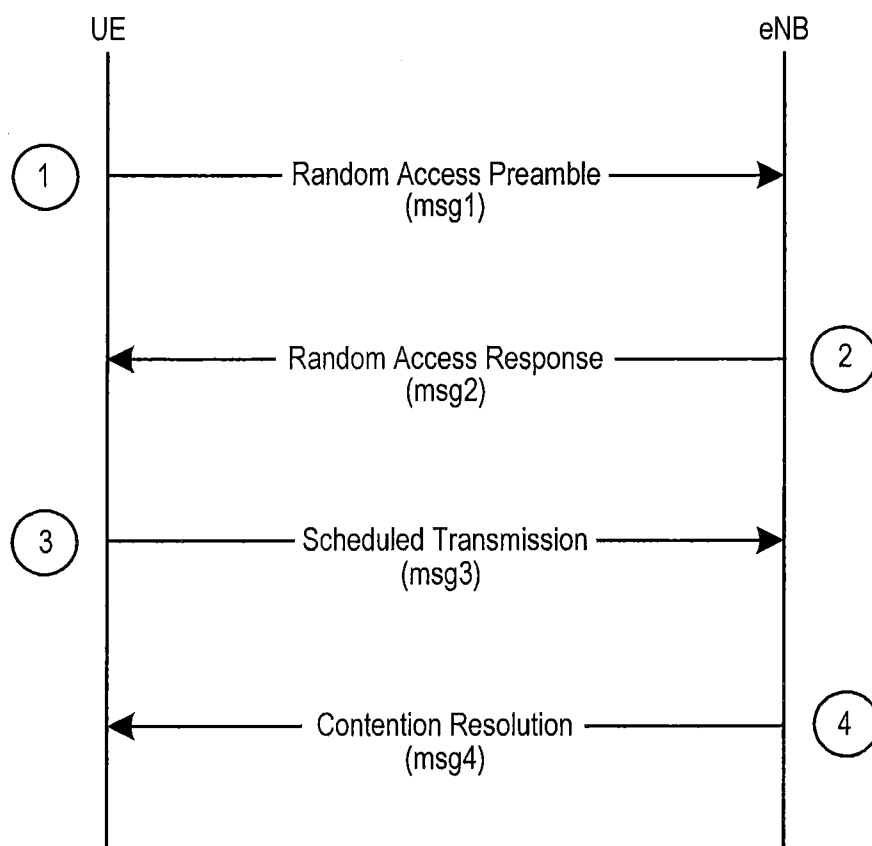 UE
eNB
1
Random Access Preamble
(msg1)
Random Access Response
(msg2)
2
3
Scheduled Transmission
(msg3)
Contention Resolution
(msg4)
4